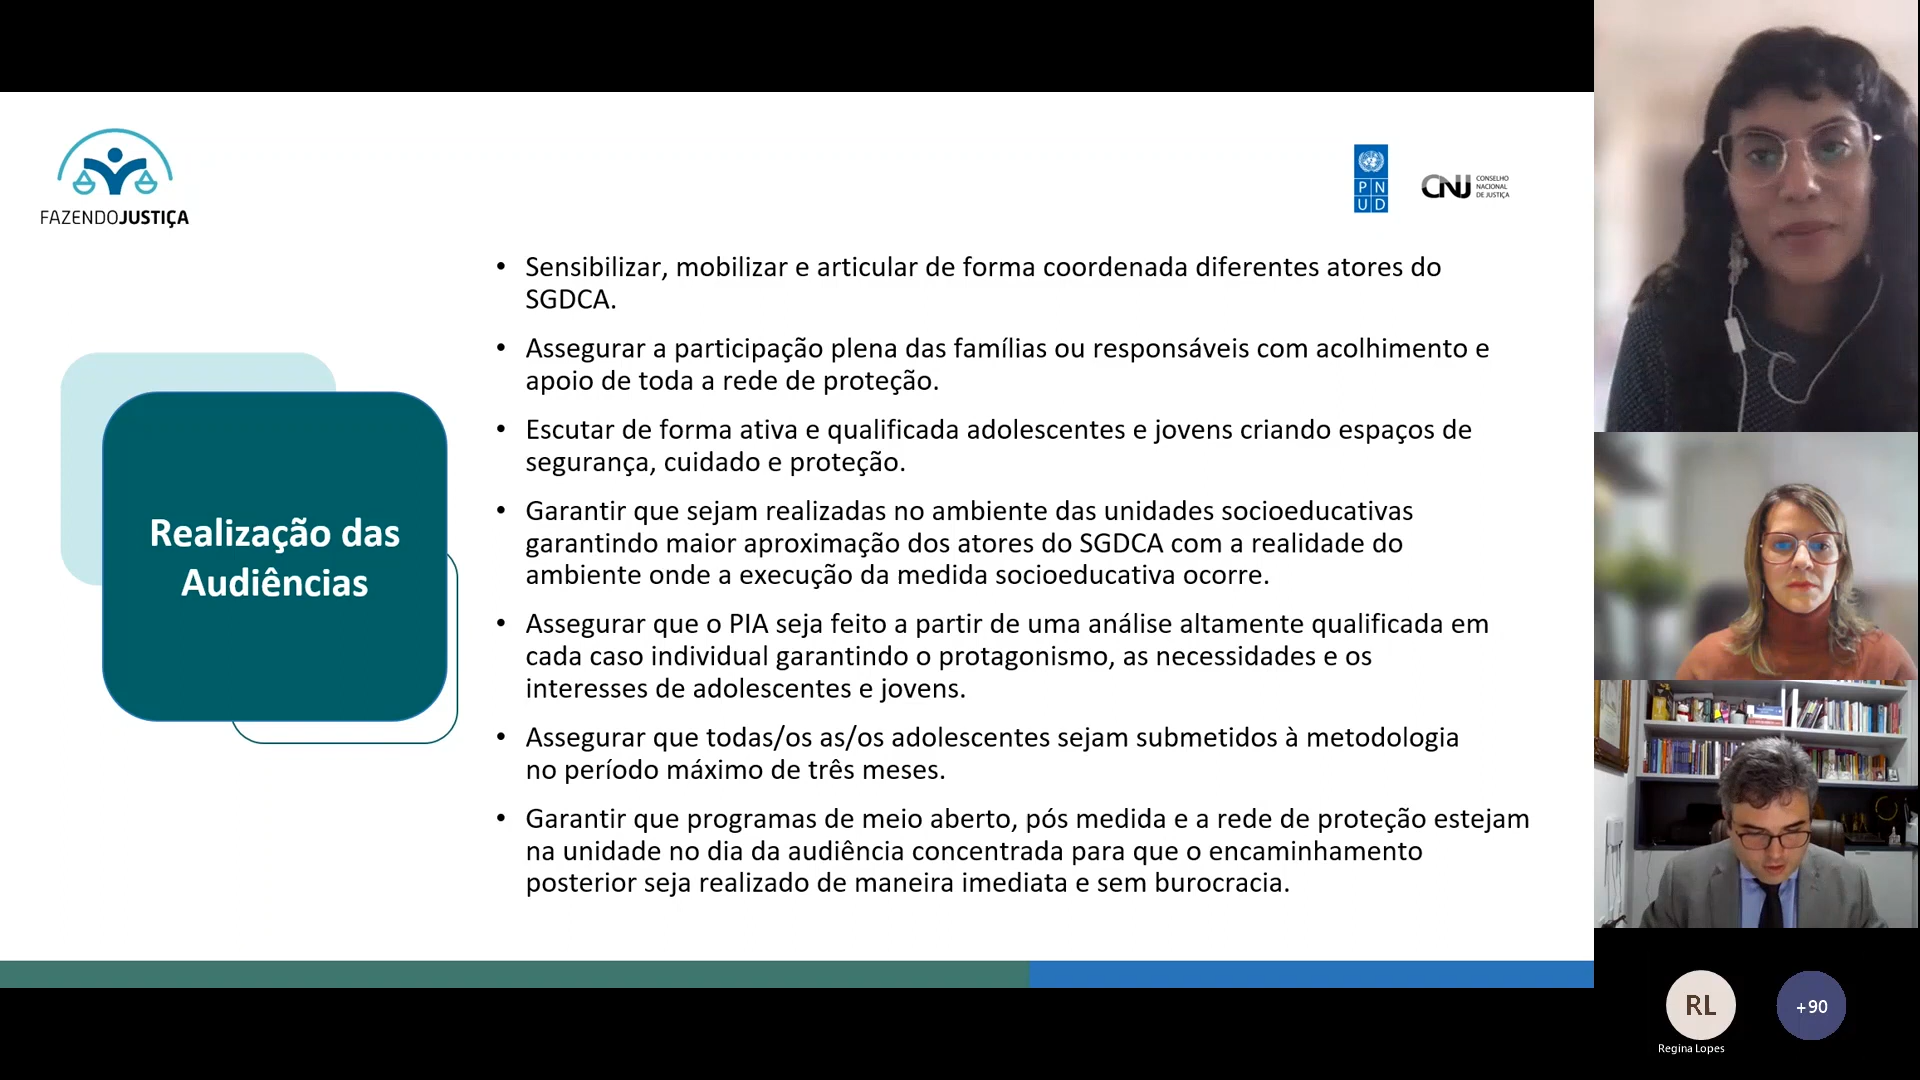 FAZENDOJUSTIÇA
P N
U D
CNJ
CONSELHO
NACIONAL
DE JUSTIÇA
Realização das
Audiências
• Sensibilizar, mobilizar e articular de forma coordenada diferentes atores do
SGDCA.
• Assegurar a participação plena das famílias ou responsáveis com acolhimento e
apoio de toda a rede de proteção.
• Escutar de forma ativa e qualificada adolescentes e jovens criando espaços de
segurança, cuidado e proteção.
• Garantir que sejam realizadas no ambiente das unidades socioeducativas
garantindo maior aproximação dos atores do SGDCA com a realidade do
ambiente onde a execução da medida socioeducativa ocorre.
• Assegurar que o PIA seja feito a partir de uma análise altamente qualificada em
cada caso individual garantindo o protagonismo, as necessidades e os
interesses de adolescentes e jovens.
• Assegurar que todas/os as/os adolescentes sejam submetidos à metodologia
no período máximo de três meses.
• Garantir que programas de meio aberto, pós medida e a rede de proteção estejam
na unidade no dia da audiência concentrada para que o encaminhamento
posterior seja realizado de maneira imediata e sem burocracia.
RL
+90
Regina Lopes